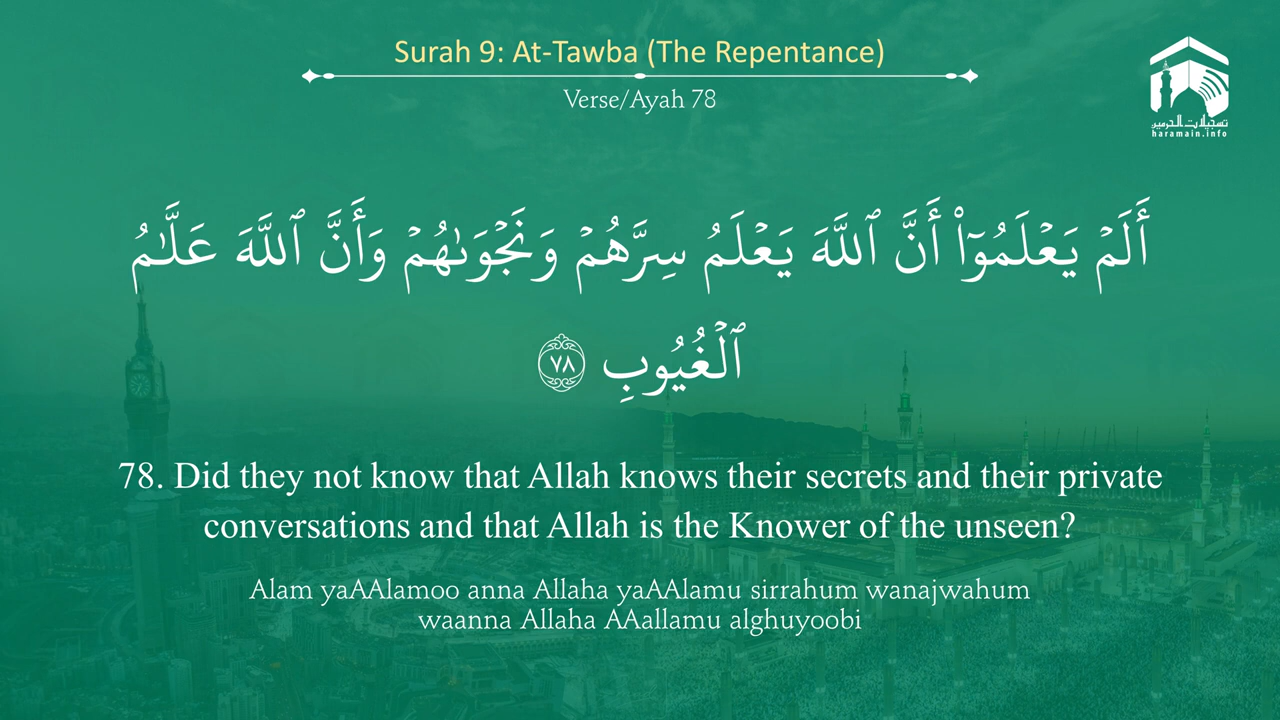 Surah 9: At-Tawba (The Repentance)
Verse/Ayah 78
تسجيلات الحرمين
haramain.info
أَلَمۡ يَعۡلَمُوٓاْ أَنَّ ٱللَّهَ يَعۡلَمُ سِرَّهُمۡ وَنَجۡوَىٰهُمۡ وَأَنَّ ٱللَّهَ عَلَّٰمُ
ٱلۡغُيُوبِ ٧٨
78. Did they not know that Allah knows their secrets and their private
conversations and that Allah is the Knower of the unseen?
Alam yaAAlamoo anna Allaha yaAAlamu sirrahum wanajwahum
waanna Allaha AAallamu alghuyoobi